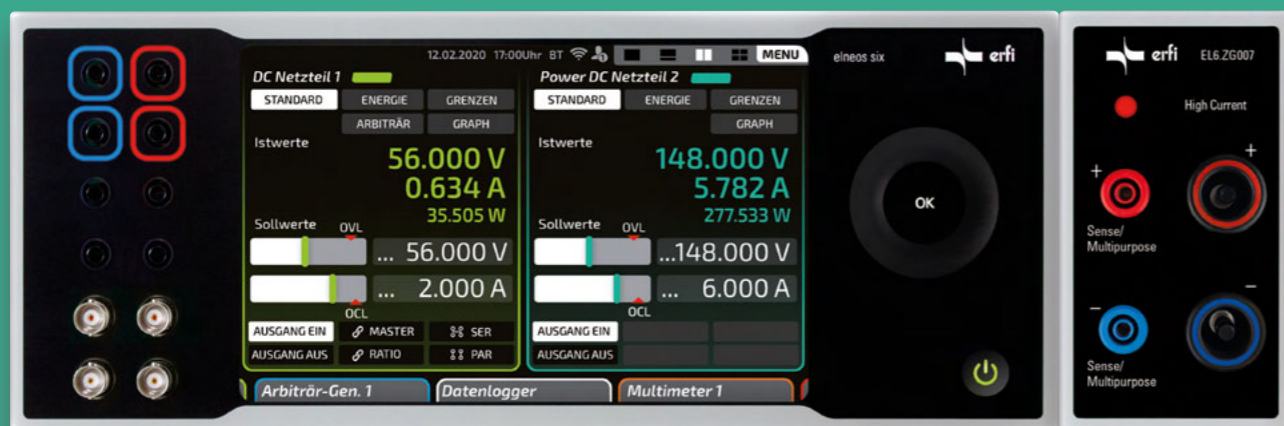 12.02.2020 17:00Uhr BT MENU
elneos six
erfi
erfi EL6.ZG007
High Current
DC Netzteil 1
STANDARD ENERGIE GRENZEN
ARBITRÄR GRAPH
Istwerte
56.000 V
0.634 A
35.505 W
Sollwerte OVL
... 56.000 V
... 2.000 A
OCL
AUSGANG EIN MASTER SER
AUSGANG AUS RATIO PAR
Power DC Netzteil 2
STANDARD ENERGIE GRENZEN
GRAPH
Istwerte
148.000 V
5.782 A
277.533 W
Sollwerte OVL
...148.000 V
... 6.000 A
OCL
AUSGANG EIN
AUSGANG AUS
Arbiträr-Gen. 1 Datenlogger Multimeter 1
OK
+ +
Sense/
Multipurpose
− −
Sense/
Multipurpose